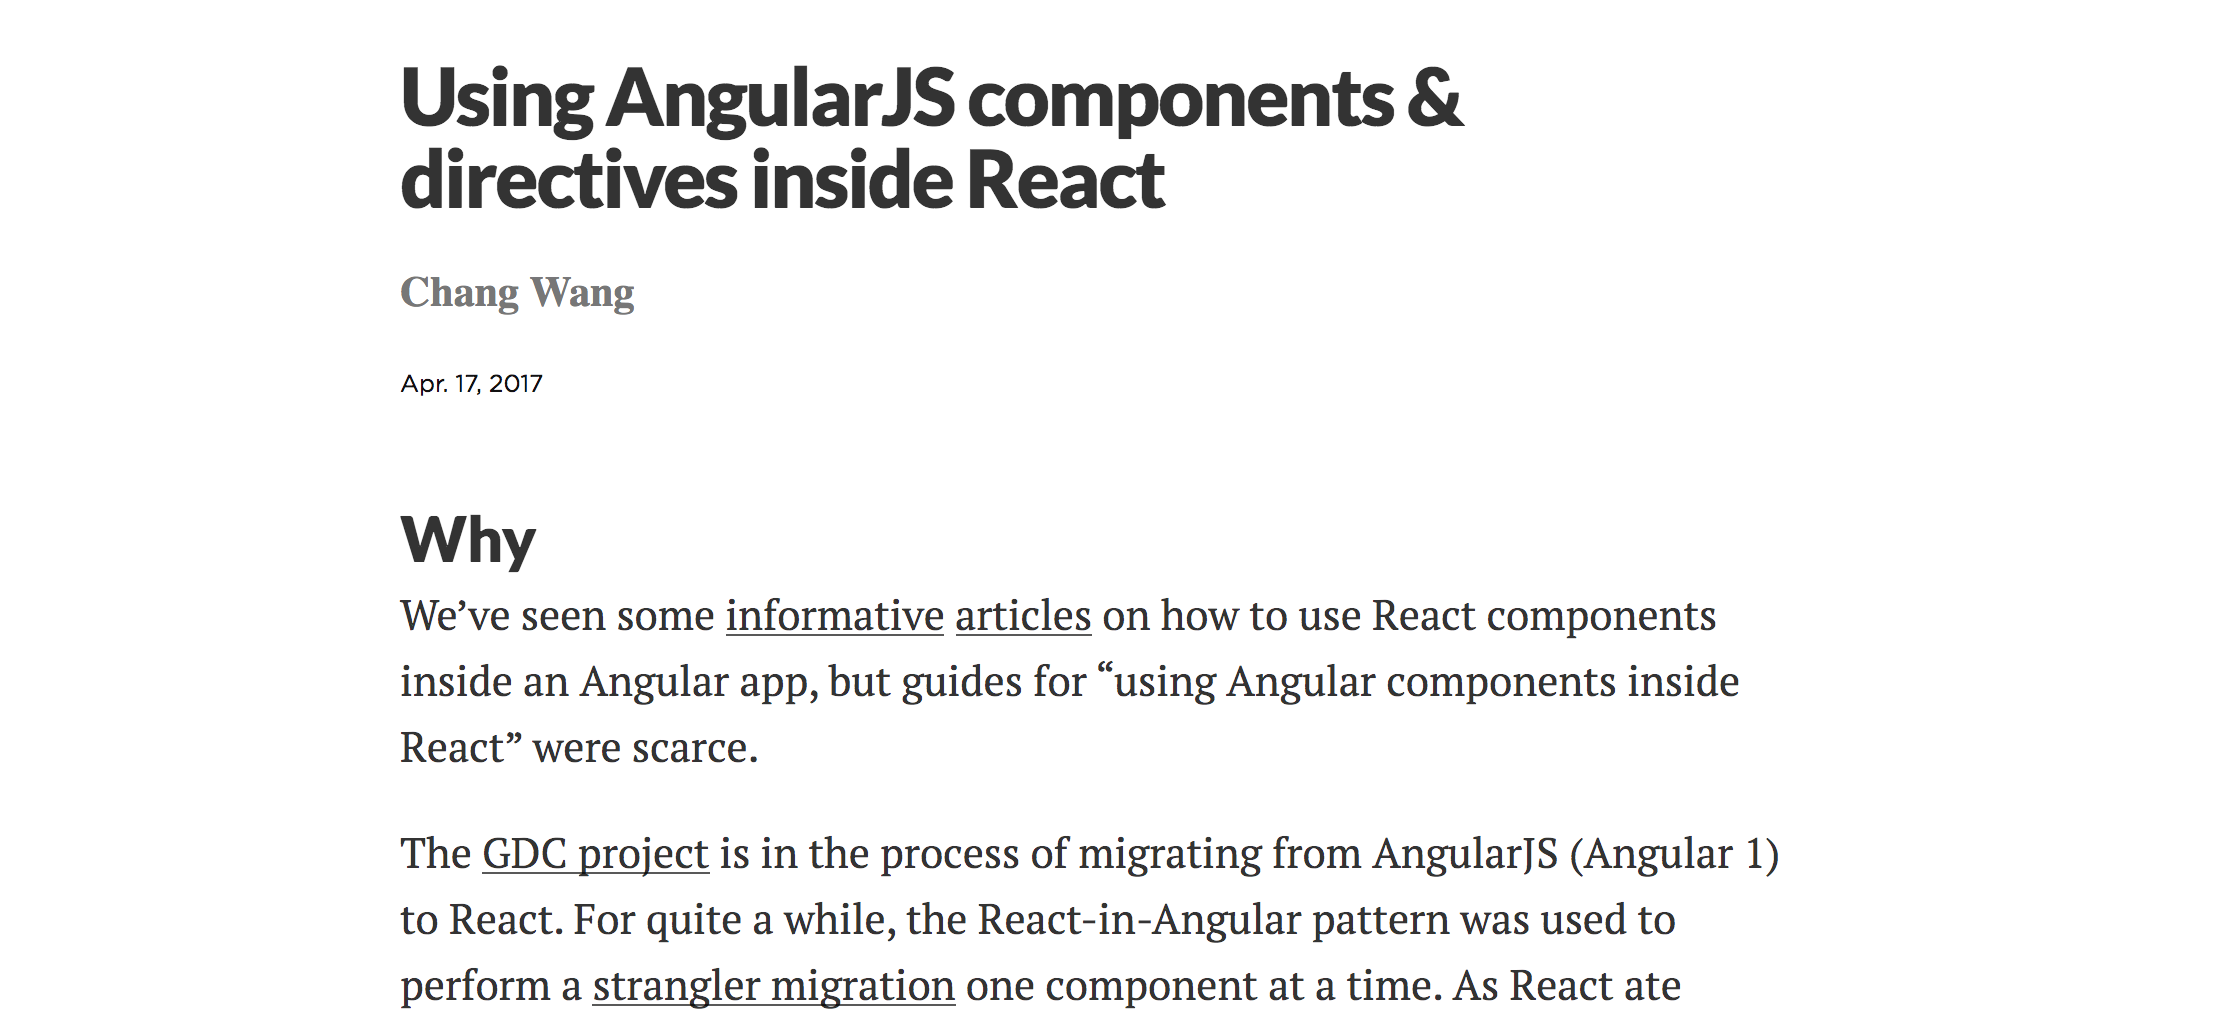 Using AngularJS components &
directives inside React
Chang Wang
Apr. 17, 2017
Why
We’ve seen some informative articles on how to use React components
inside an Angular app, but guides for “using Angular components inside
React” were scarce.
The GDC project is in the process of migrating from AngularJS (Angular 1)
to React. For quite a while, the React-in-Angular pattern was used to
perform a strangler migration one component at a time. As React ate